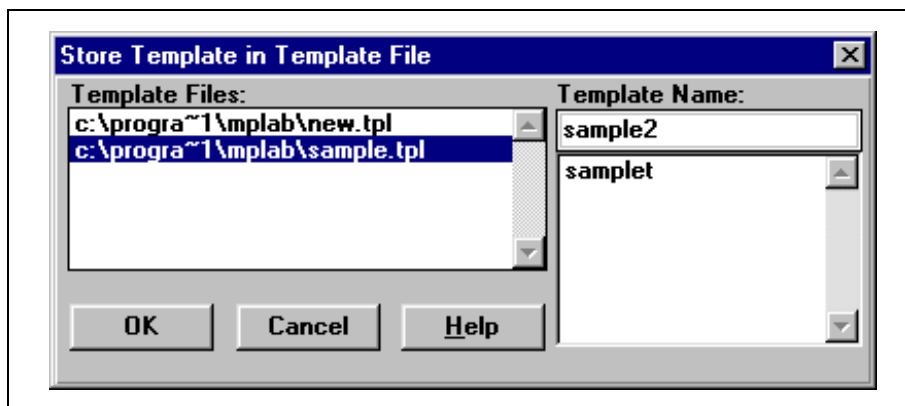 Store Template in Template File
Template Files:
c:\progra~1\mplab\new.tpl
c:\progra~1\mplab\sample.tpl
Template Name:
sample2
samplet
OK
Cancel
Help